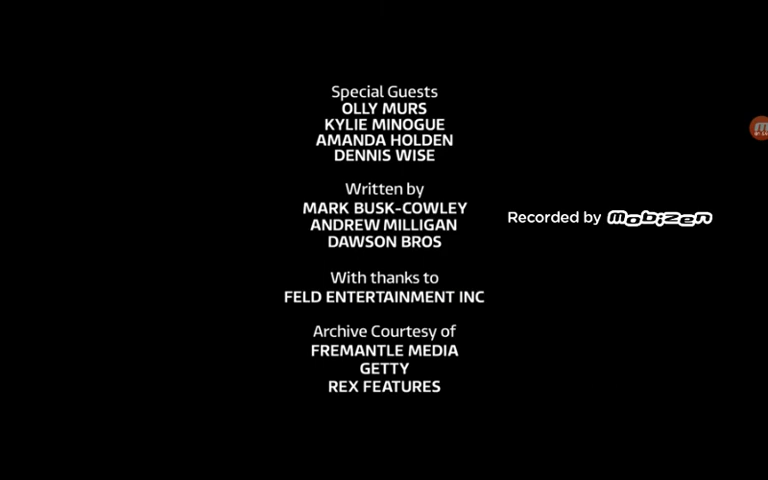 Special Guests
OLLY MURS
KYLIE MINOGUE
AMANDA HOLDEN
DENNIS WISE
Written by
MARK BUSK-COWLEY
ANDREW MILLIGAN
DAWSON BROS
Recorded by mobizen
With thanks to
FELD ENTERTAINMENT INC
Archive Courtesy of
FREMANTLE MEDIA
GETTY
REX FEATURES